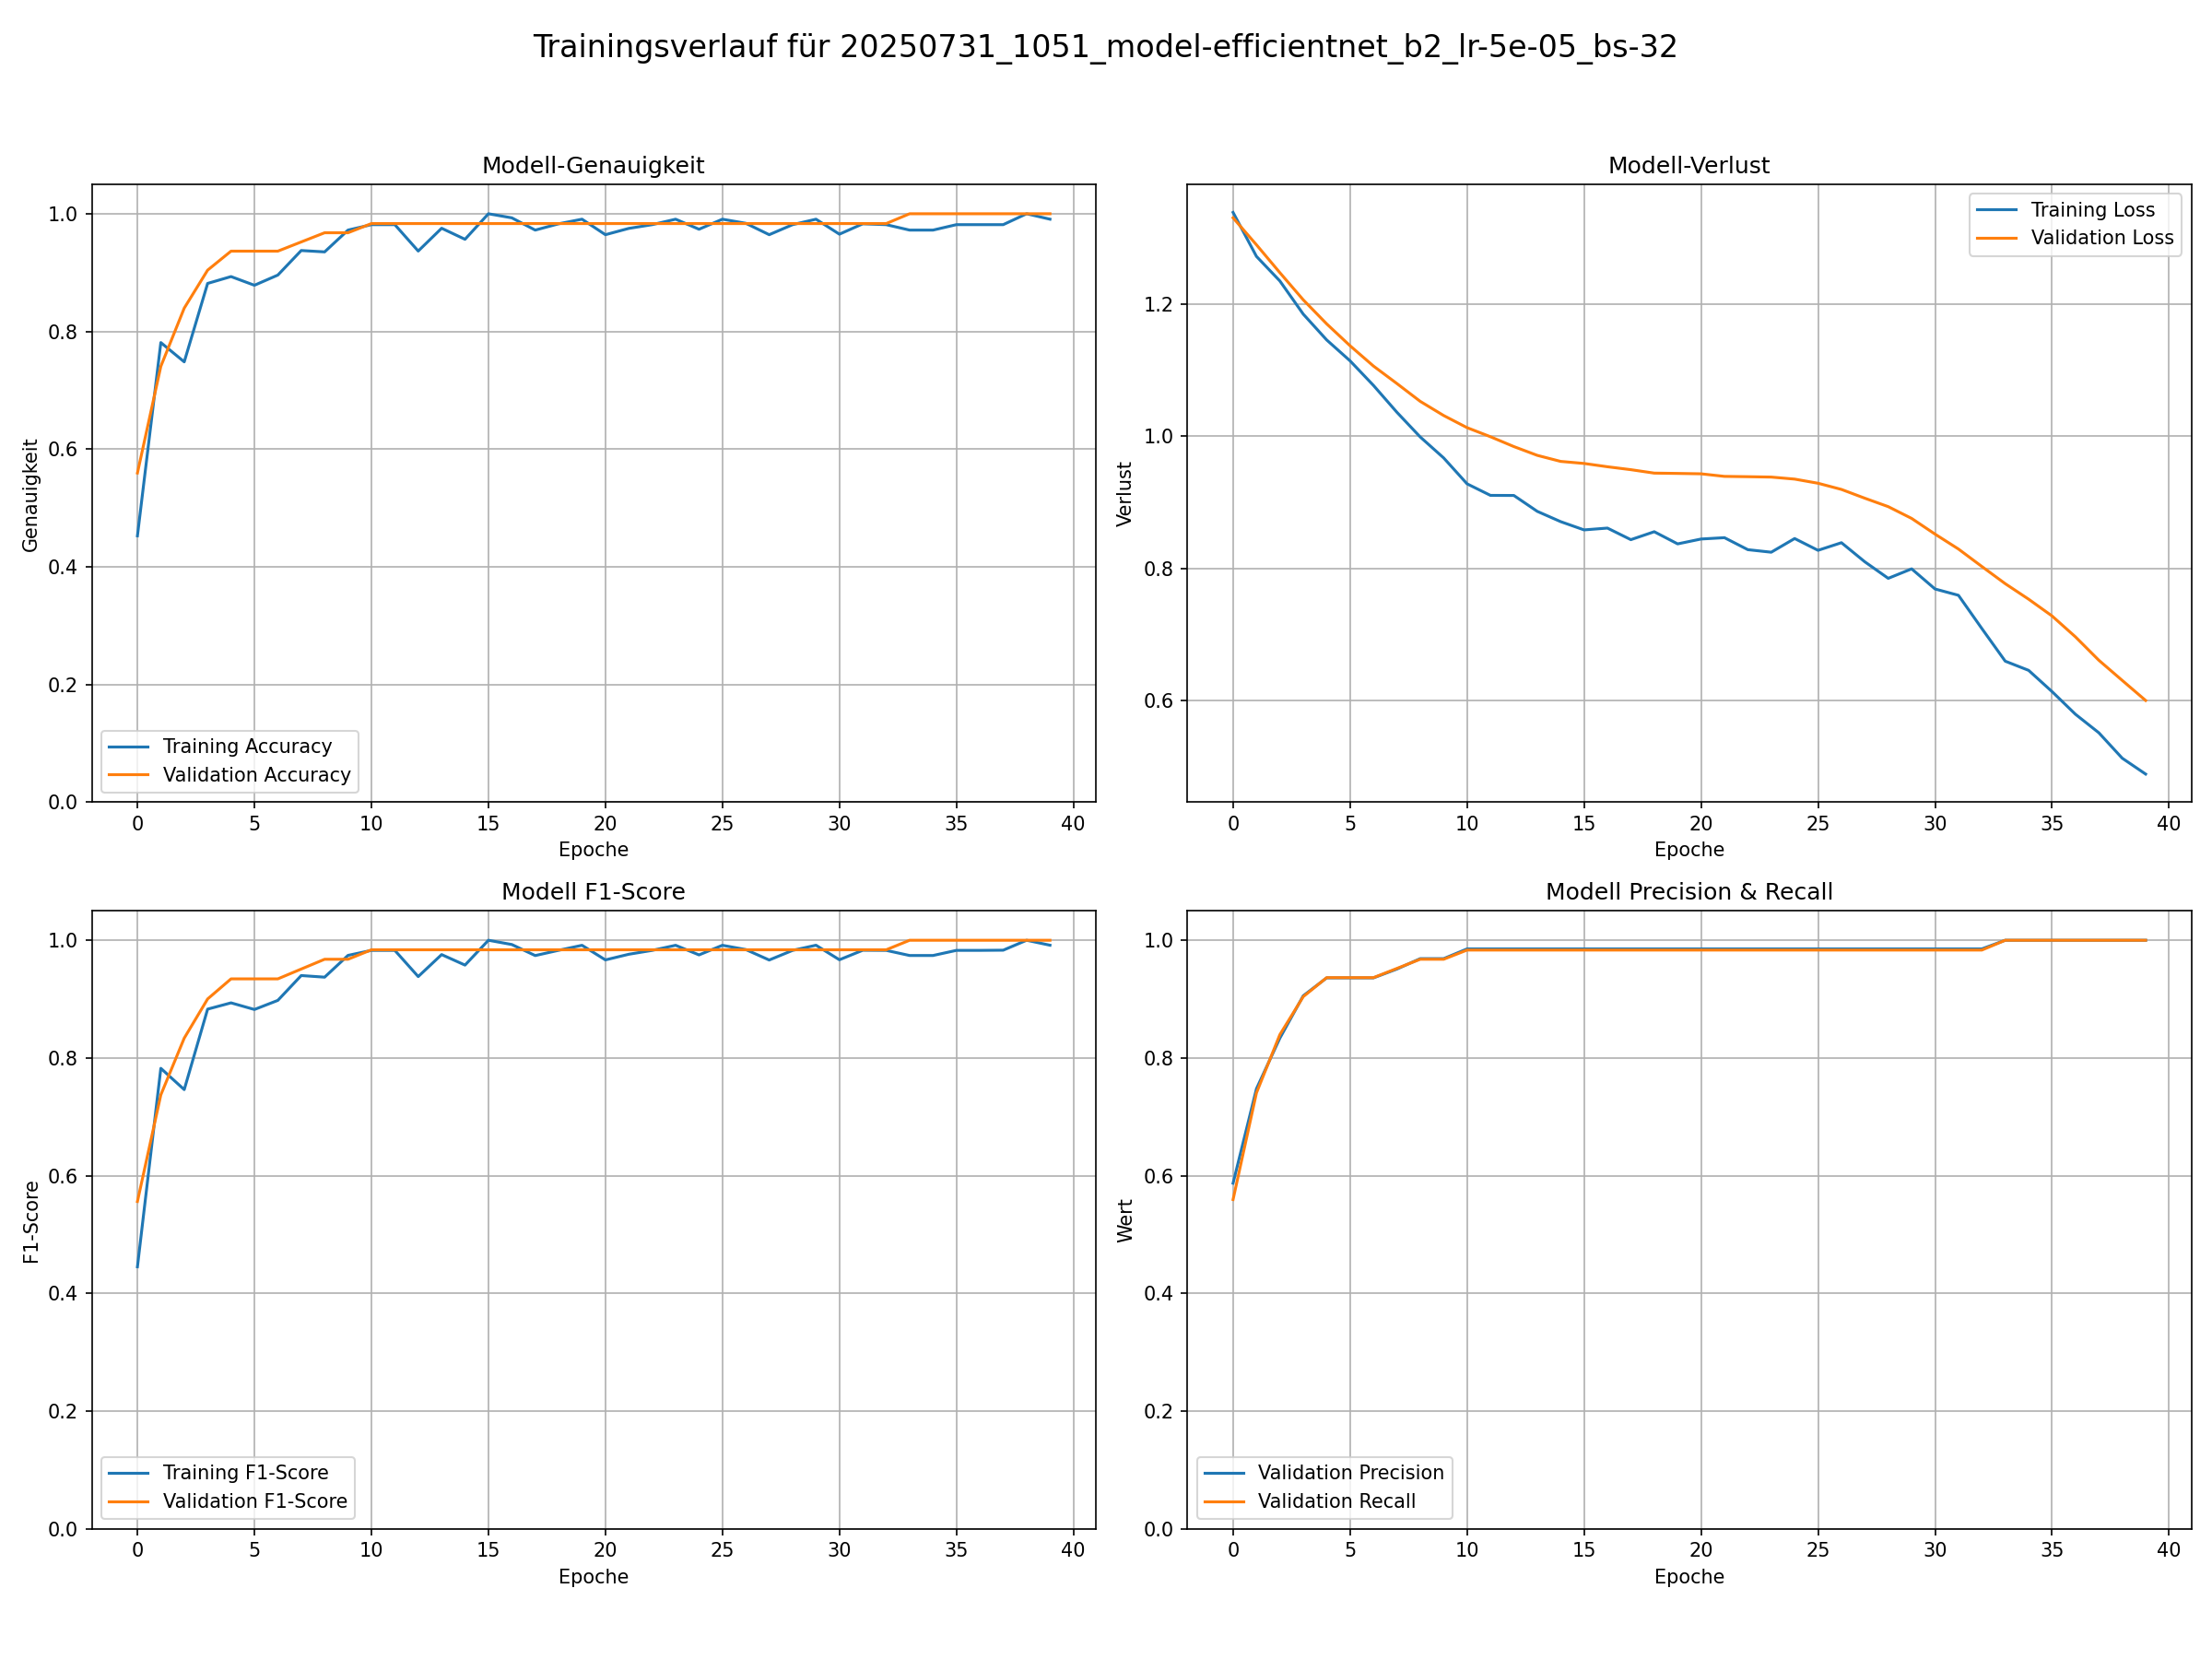 Trainingsverlauf für 20250731_1051_model-efficientnet_b2_lr-5e-05_bs-32
Modell-Genauigkeit
Genauigkeit
1.0
0.8
0.6
0.4
0.2
0.0
Training Accuracy
Validation Accuracy
0 5 10 15 20 25 30 35 40
Epoche
Modell-Verlust
Verlust
1.2
1.0
0.8
0.6
Training Loss
Validation Loss
0 5 10 15 20 25 30 35 40
Epoche
Modell F1-Score
F1-Score
1.0
0.8
0.6
0.4
0.2
0.0
Training F1-Score
Validation F1-Score
0 5 10 15 20 25 30 35 40
Epoche
Modell Precision & Recall
Wert
1.0
0.8
0.6
0.4
0.2
0.0
Validation Precision
Validation Recall
0 5 10 15 20 25 30 35 40
Epoche